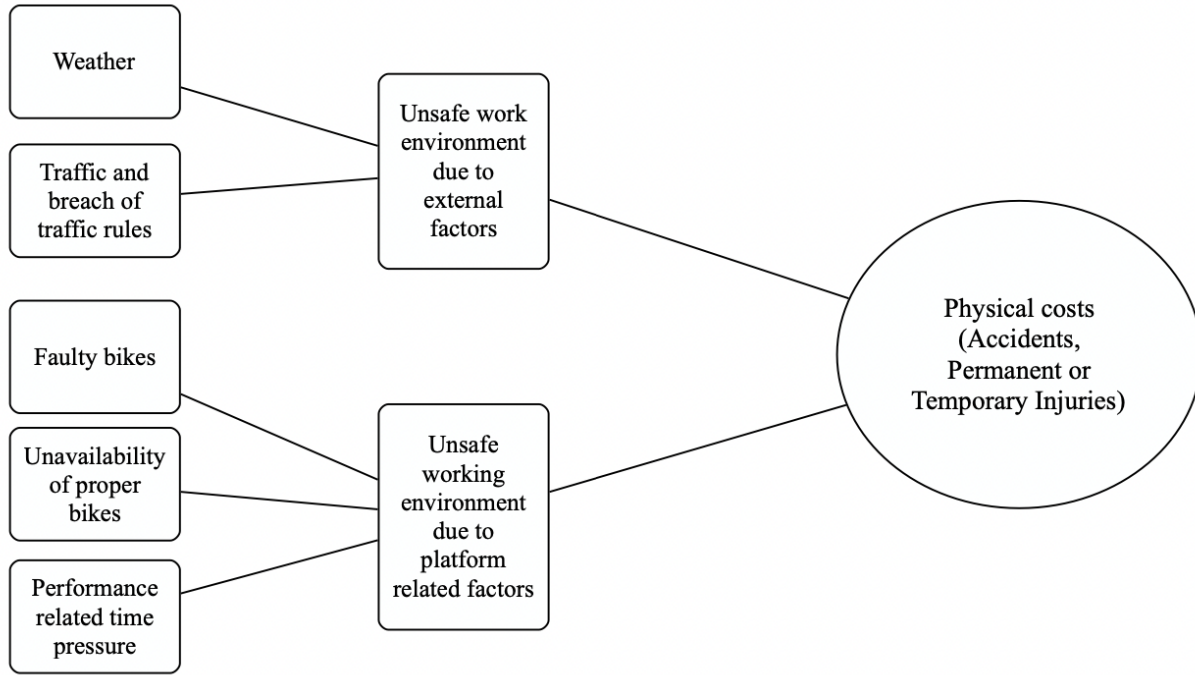 Weather
Traffic and
breach of
traffic rules
Faulty bikes
Unavailability
of proper
bikes
Performance
related time
pressure
Unsafe work
environment
due to
external
factors
Unsafe
working
environment
due to
platform
related factors
Physical costs
(Accidents,
Permanent or
Temporary Injuries)